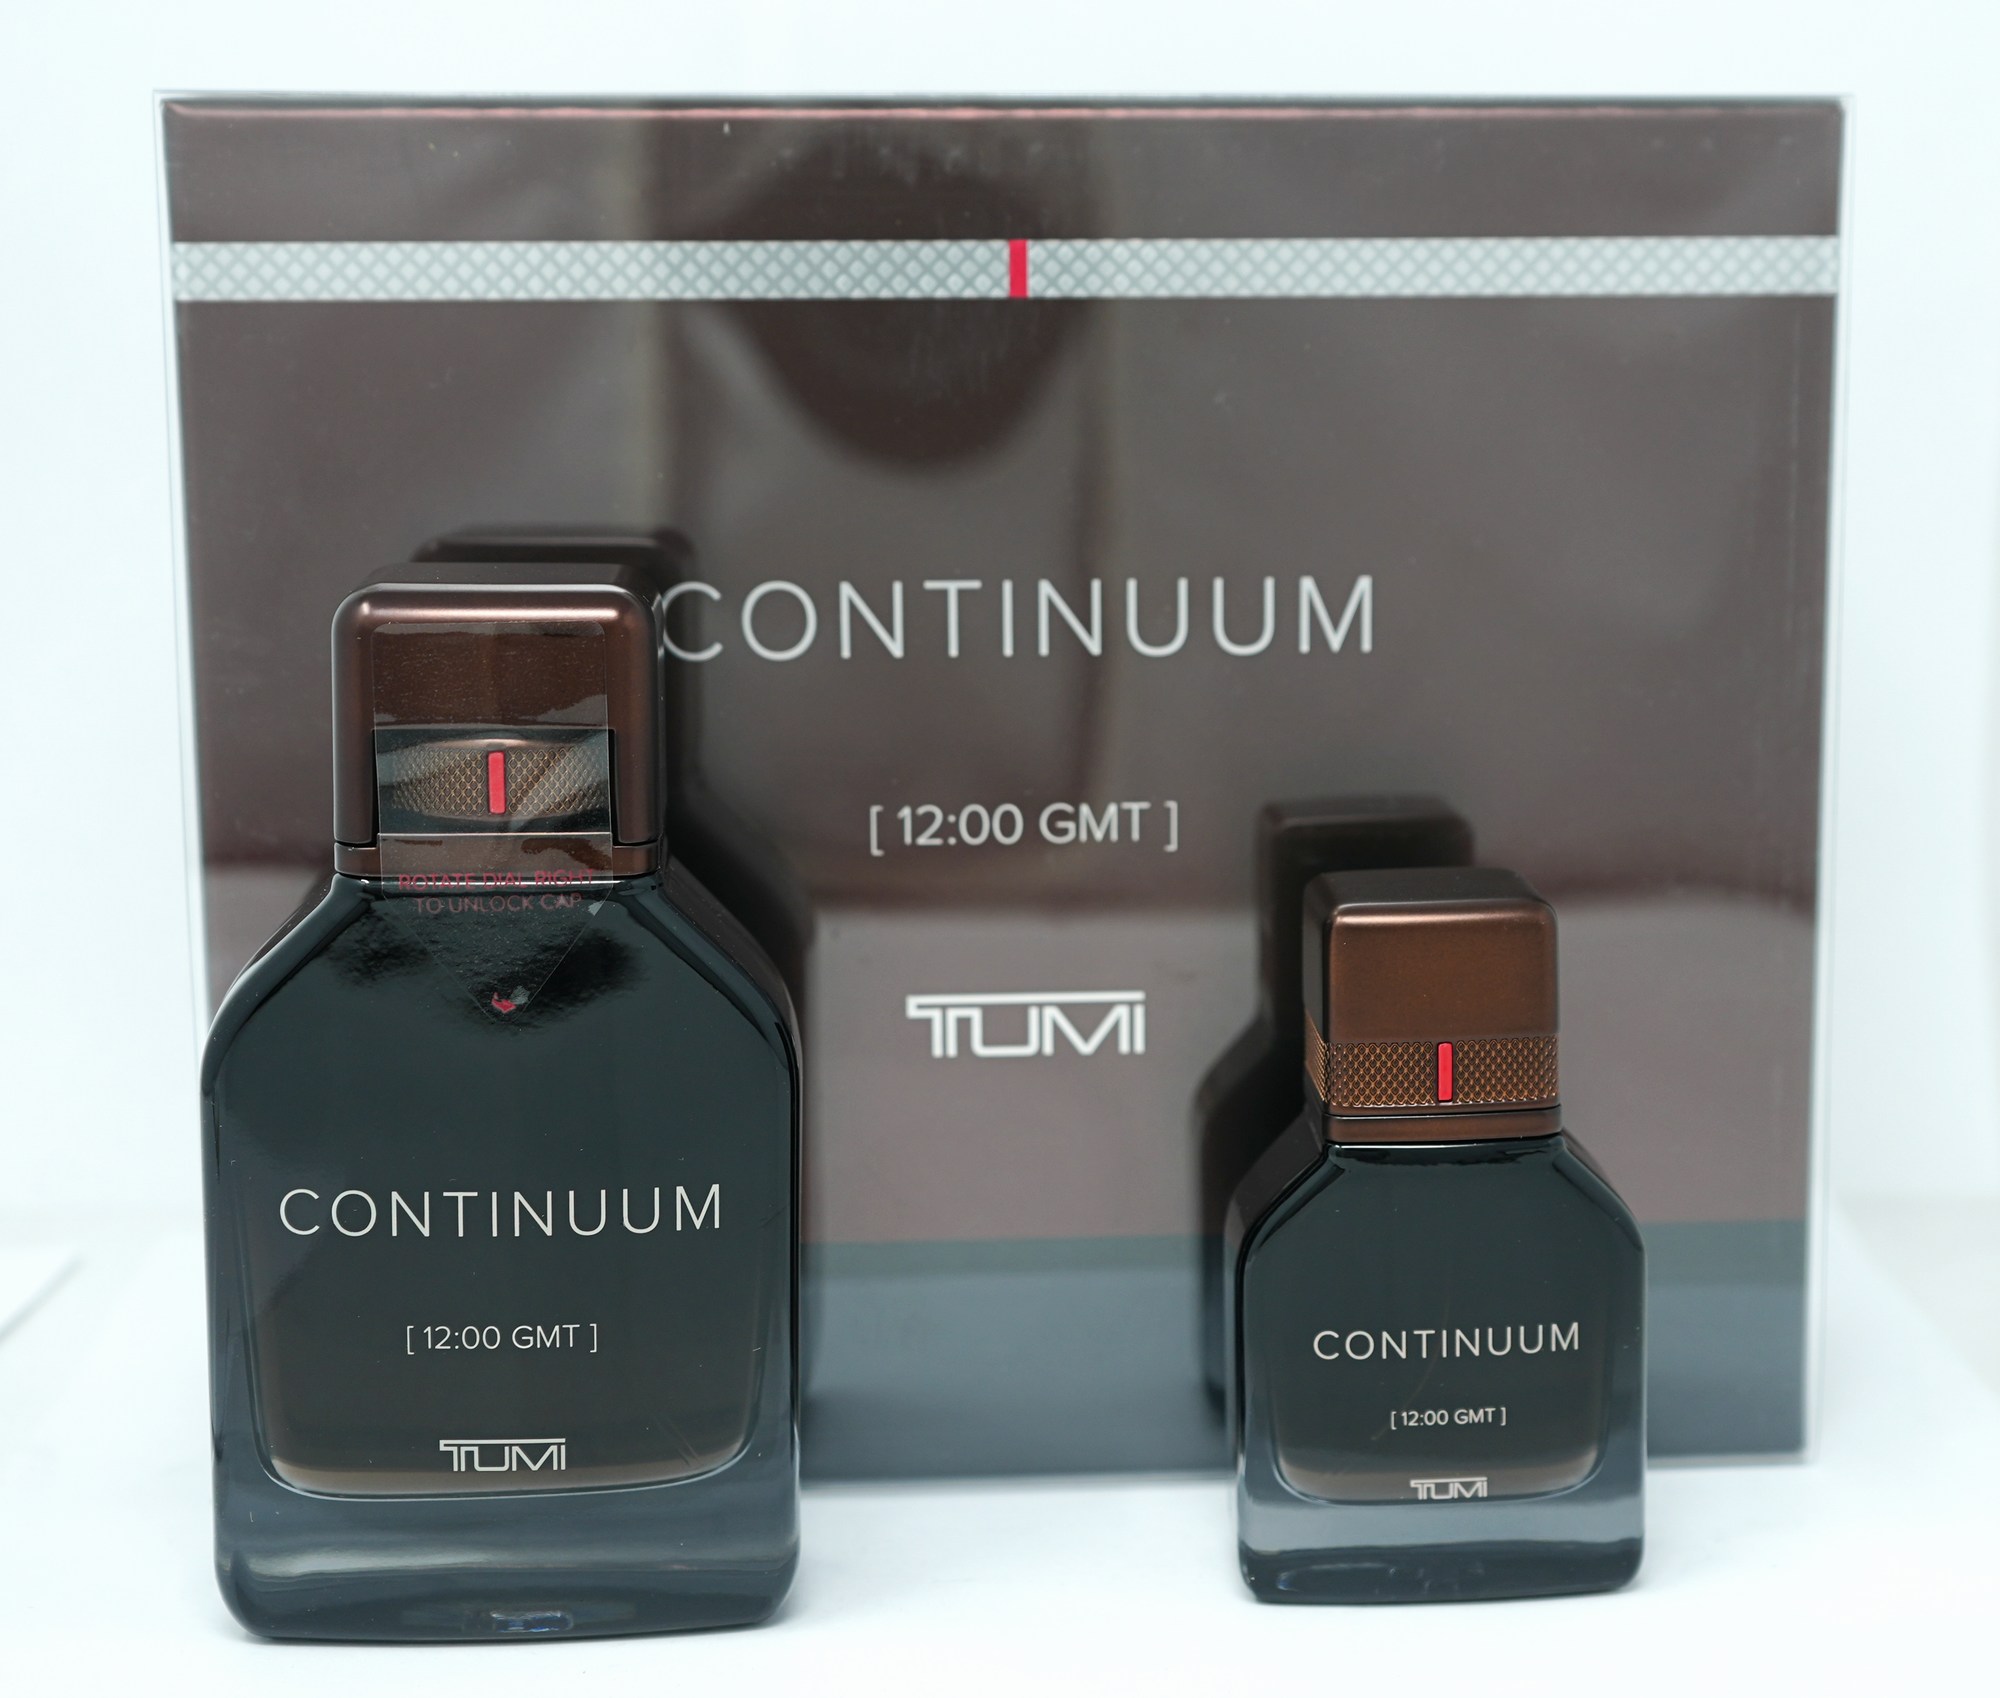 CONTINUUM
[ 12:00 GMT ]
TUMI
ROTATE DIAL RIGHT
TO UNLOCK CAP
CONTINUUM
[ 12:00 GMT ]
TUMI
CONTINUUM
[ 12:00 GMT ]
TUMI